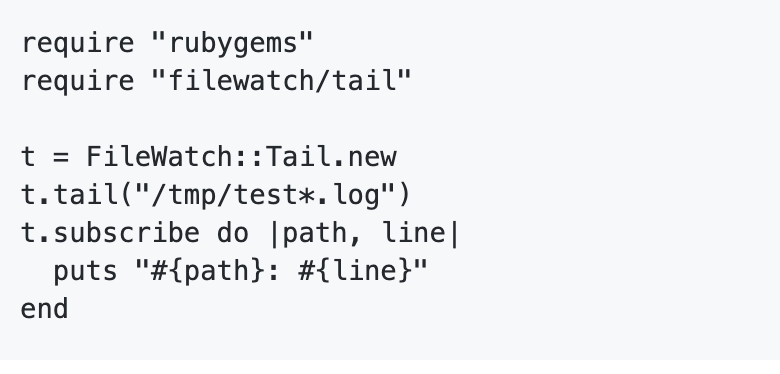 require "rubygems"
require "filewatch/tail"

t = FileWatch::Tail.new
t.tail("/tmp/test*.log")
t.subscribe do |path, line|
  puts "#{path}: #{line}"
end